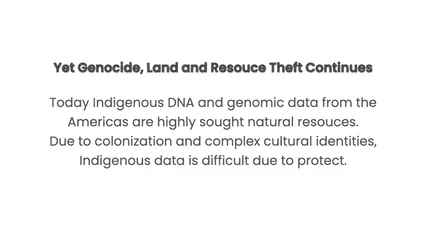 Yet Genocide, Land and Resouce Theft Continues
Today Indigenous DNA and genomic data from the
Americas are highly sought natural resouces.
Due to colonization and complex cultural identities,
Indigenous data is difficult due to protect.